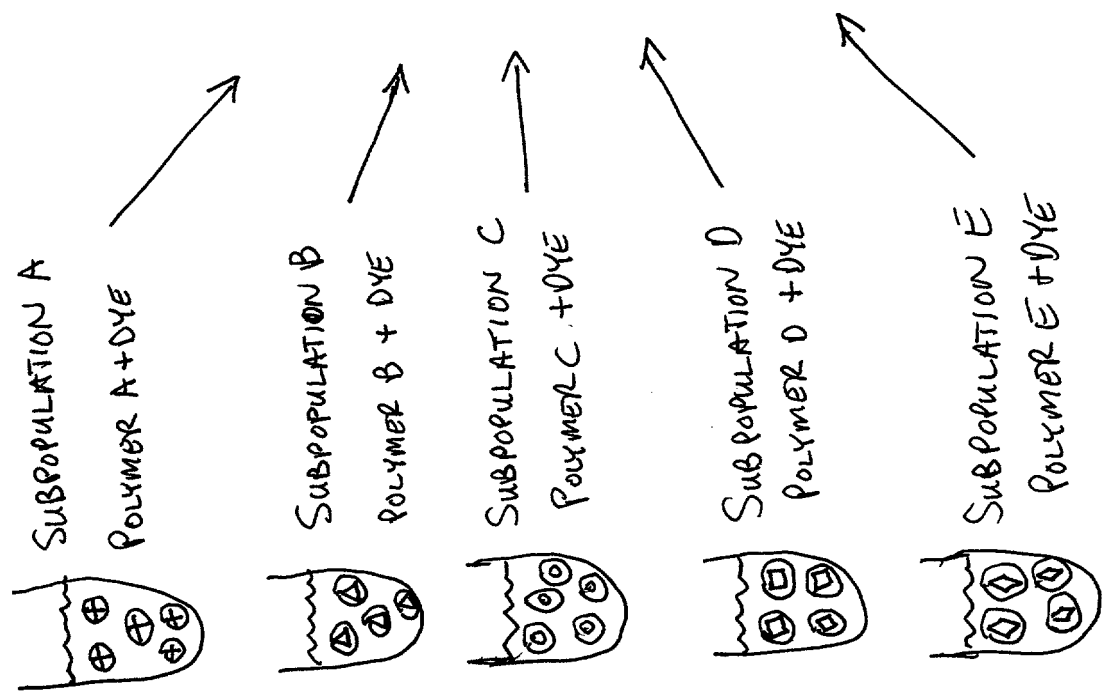 SUBPOPULATION A
POLYMER A+DYE
SUBPOPULATION B
POLYMER B + DYE
SUBPOPULATION C
POLYMER C +DYE
SUBPOPULATION D
POLYMER D +DYE
SUBPOPULATION E
POLYMER E +DYE